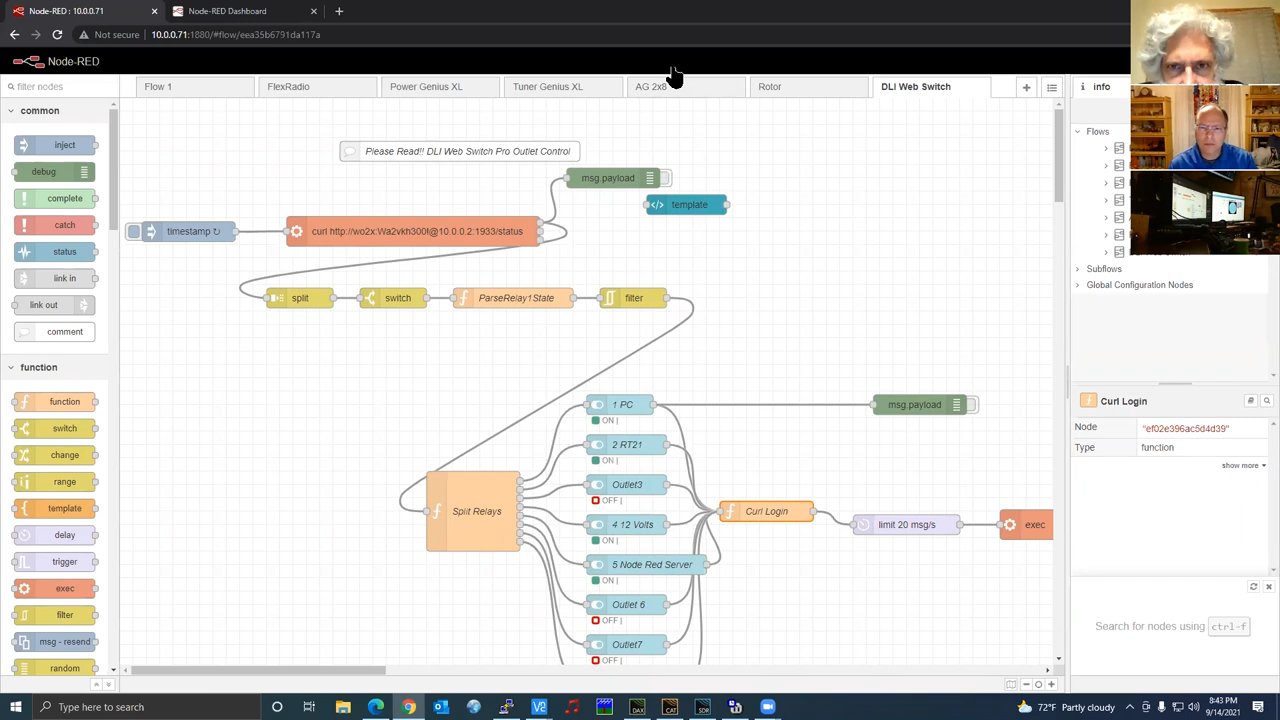 Node-RED: 10.0.0.71
Node-RED Dashboard
Not secure 10.0.0.71:1880/#flow/eea35b6791da117a
Node-RED
filter nodes
Flow 1
FlexRadio
Power Genius XL
Tuner Genius XL
AG 2x8
Rotor
DLI Web Switch
info
common
inject
debug
complete
catch
status
link in
link out
comment
function
function
switch
change
range
template
delay
trigger
exec
filter
msg - resend
random
Please Read!! DLI Web Switch Pro Outlet Control
msg.payload
template
timestamp ↻
curl http://wo2x:Wa2vkh300!@10.0.0.2:1933/status
split
switch
ParseRelay1State
filter
1 PC
ON |
msg.payload
2 RT21
ON |
Outlet3
OFF |
Split Relays
4 12 Volts
ON |
Curl Login
limit 20 msg/s
exec
5 Node Red Server
ON |
Outlet 6
OFF |
Outlet7
OFF |
Flows
Subflows
Global Configuration Nodes
Curl Login
Node "ef02e396ac5d4d39"
Type function
show more
Search for nodes using ctrl-f
Type here to search
DAX
CAT
SDR
72°F Partly cloudy
8:43 PM
9/14/2021